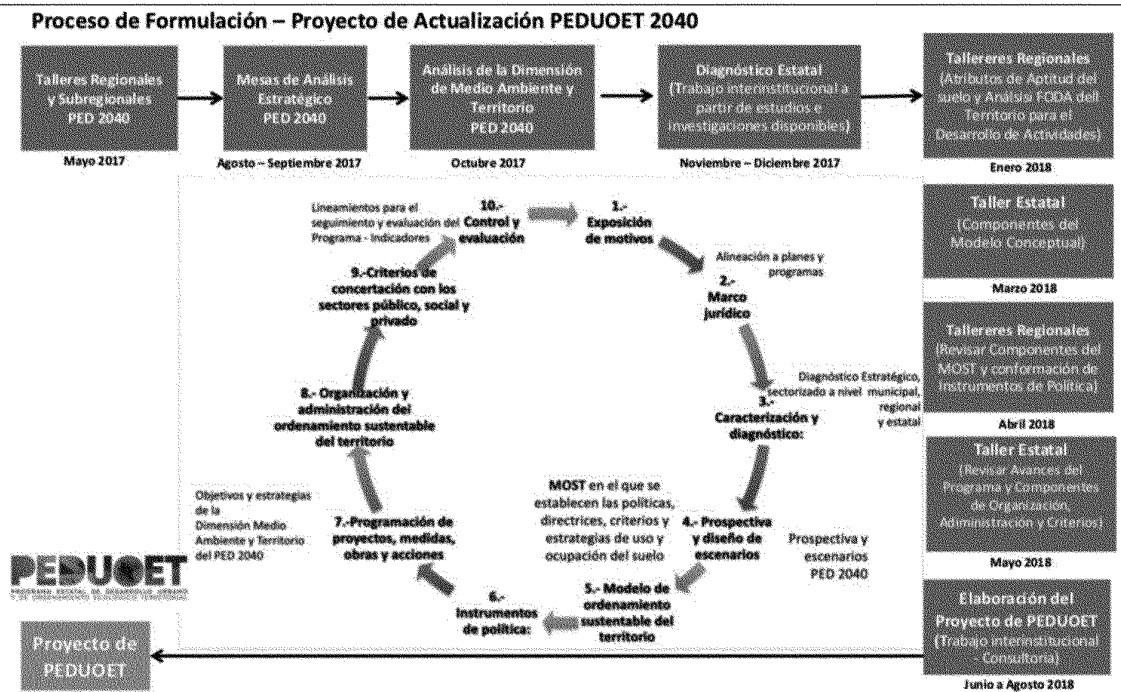 Proceso de Formulación – Proyecto de Actualización PEDUOET 2040
Talleres Regionales
y Subregionales
PED 2040
Mayo 2017
Mesas de Análisis
Estratégico
PED 2040
Agosto – Septiembre 2017
Análisis de la Dimensión
de Medio Ambiente y
Territorio
PED 2040
Octubre 2017
Diagnóstico Estatal
(Trabajo interinstitucional a
partir de estudios e
investigaciones disponibles)
Noviembre – Diciembre 2017
Tallereres Regionales
(Atributos de Aptitud del
suelo y Análsisi FODA dell
Territorio para el
Desarrollo de Actividades)
Enero 2018
Taller Estatal
(Componentes del
Modelo Conceptual)
Marzo 2018
Tallereres Regionales
(Revisar Componentes del
MOST y conformación de
Instrumentos de Política)
Abril 2018
Taller Estatal
(Revisar Avances del
Programa y Componentes
de Organización,
Administración y Criterios)
Mayo 2018
Elaboración del
Proyecto de PEDUOET
(Trabajo interinstitucional
- Consultoría)
Junio a Agosto 2018
1.-
Exposición
de motivos
Alineación a planes y
programas
2.-
Marco
jurídico
Diagnóstico Estratégico,
sectorizado a nivel municipal,
regional
y estatal
3.-
Caracterización y
diagnóstico:
4.- Prospectiva
y diseño de
escenarios
Prospectiva y
escenarios
PED 2040
MOST en el que se
establecen las políticas,
directrices, criterios y
estrategias de uso y
ocupación del suelo
5.- Modelo de
ordenamiento
sustentable del
territorio
6.-
Instrumentos
de política:
7.-Programación de
proyectos, medidas,
obras y acciones
Objetivos y estrategias
de la
Dimensión Medio
Ambiente y Territorio
del PED 2040
8.- Organización y
administración del
ordenamiento sustentable
del territorio
9.-Criterios de
concertación con los
sectores público, social y
privado
Lineamientos para el
seguimiento y evaluación del
Programa - Indicadores
10.-
Control y
evaluación
PEDUOET
PROGRAMA ESTATAL DE DESARROLLO URBANO
Y DE ORDENAMIENTO ECOLÓGICO TERRITORIAL
Proyecto de
PEDUOET